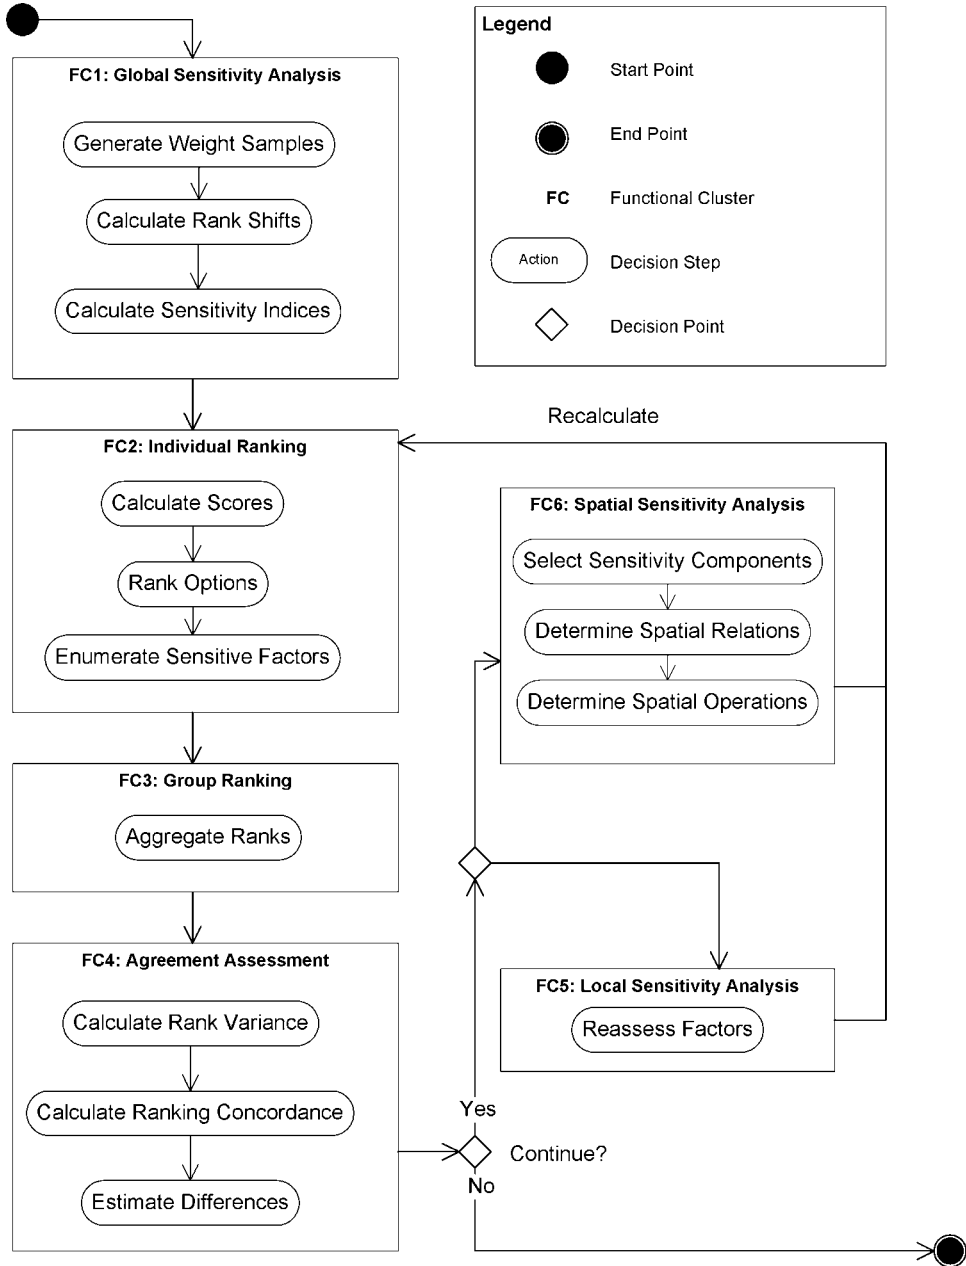 FC1: Global Sensitivity Analysis
Generate Weight Samples
Calculate Rank Shifts
Calculate Sensitivity Indices
Legend
Start Point
End Point
FC Functional Cluster
Action Decision Step
Decision Point
Recalculate
FC2: Individual Ranking
Calculate Scores
Rank Options
Enumerate Sensitive Factors
FC6: Spatial Sensitivity Analysis
Select Sensitivity Components
Determine Spatial Relations
Determine Spatial Operations
FC3: Group Ranking
Aggregate Ranks
FC4: Agreement Assessment
Calculate Rank Variance
Calculate Ranking Concordance
Estimate Differences
FC5: Local Sensitivity Analysis
Reassess Factors
Yes
Continue?
No